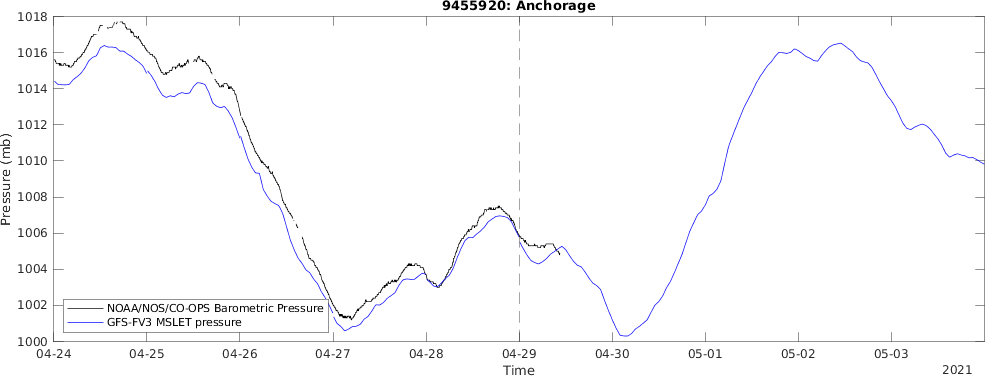 9455920: Anchorage
1018
1016
1014
1012
1010
1008
1006
1004
1002
1000
Pressure (mb)
NOAA/NOS/CO-OPS Barometric Pressure
GFS-FV3 MSLET pressure
04-24 04-25 04-26 04-27 04-28 04-29 04-30 05-01 05-02 05-03
Time
2021